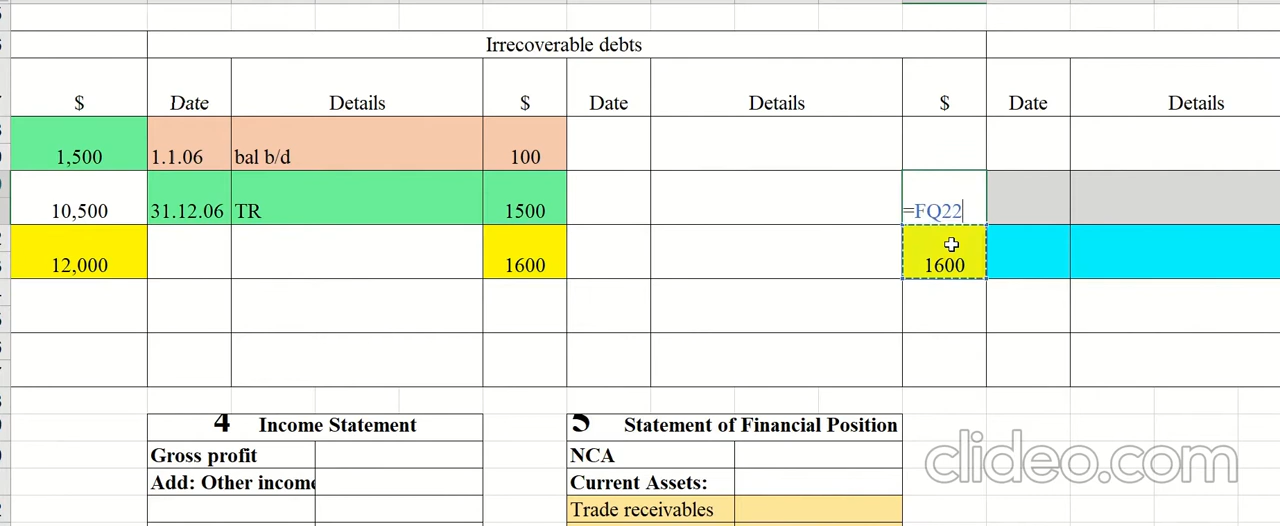 Irrecoverable debts
$ Date Details $ Date Details $ Date Details
1,500 1.1.06 bal b/d 100
10,500 31.12.06 TR 1500 =FQ22
12,000 1600 1600
4 Income Statement 5 Statement of Financial Position
Gross profit NCA
Add: Other income Current Assets:
Trade receivables
clideo.com